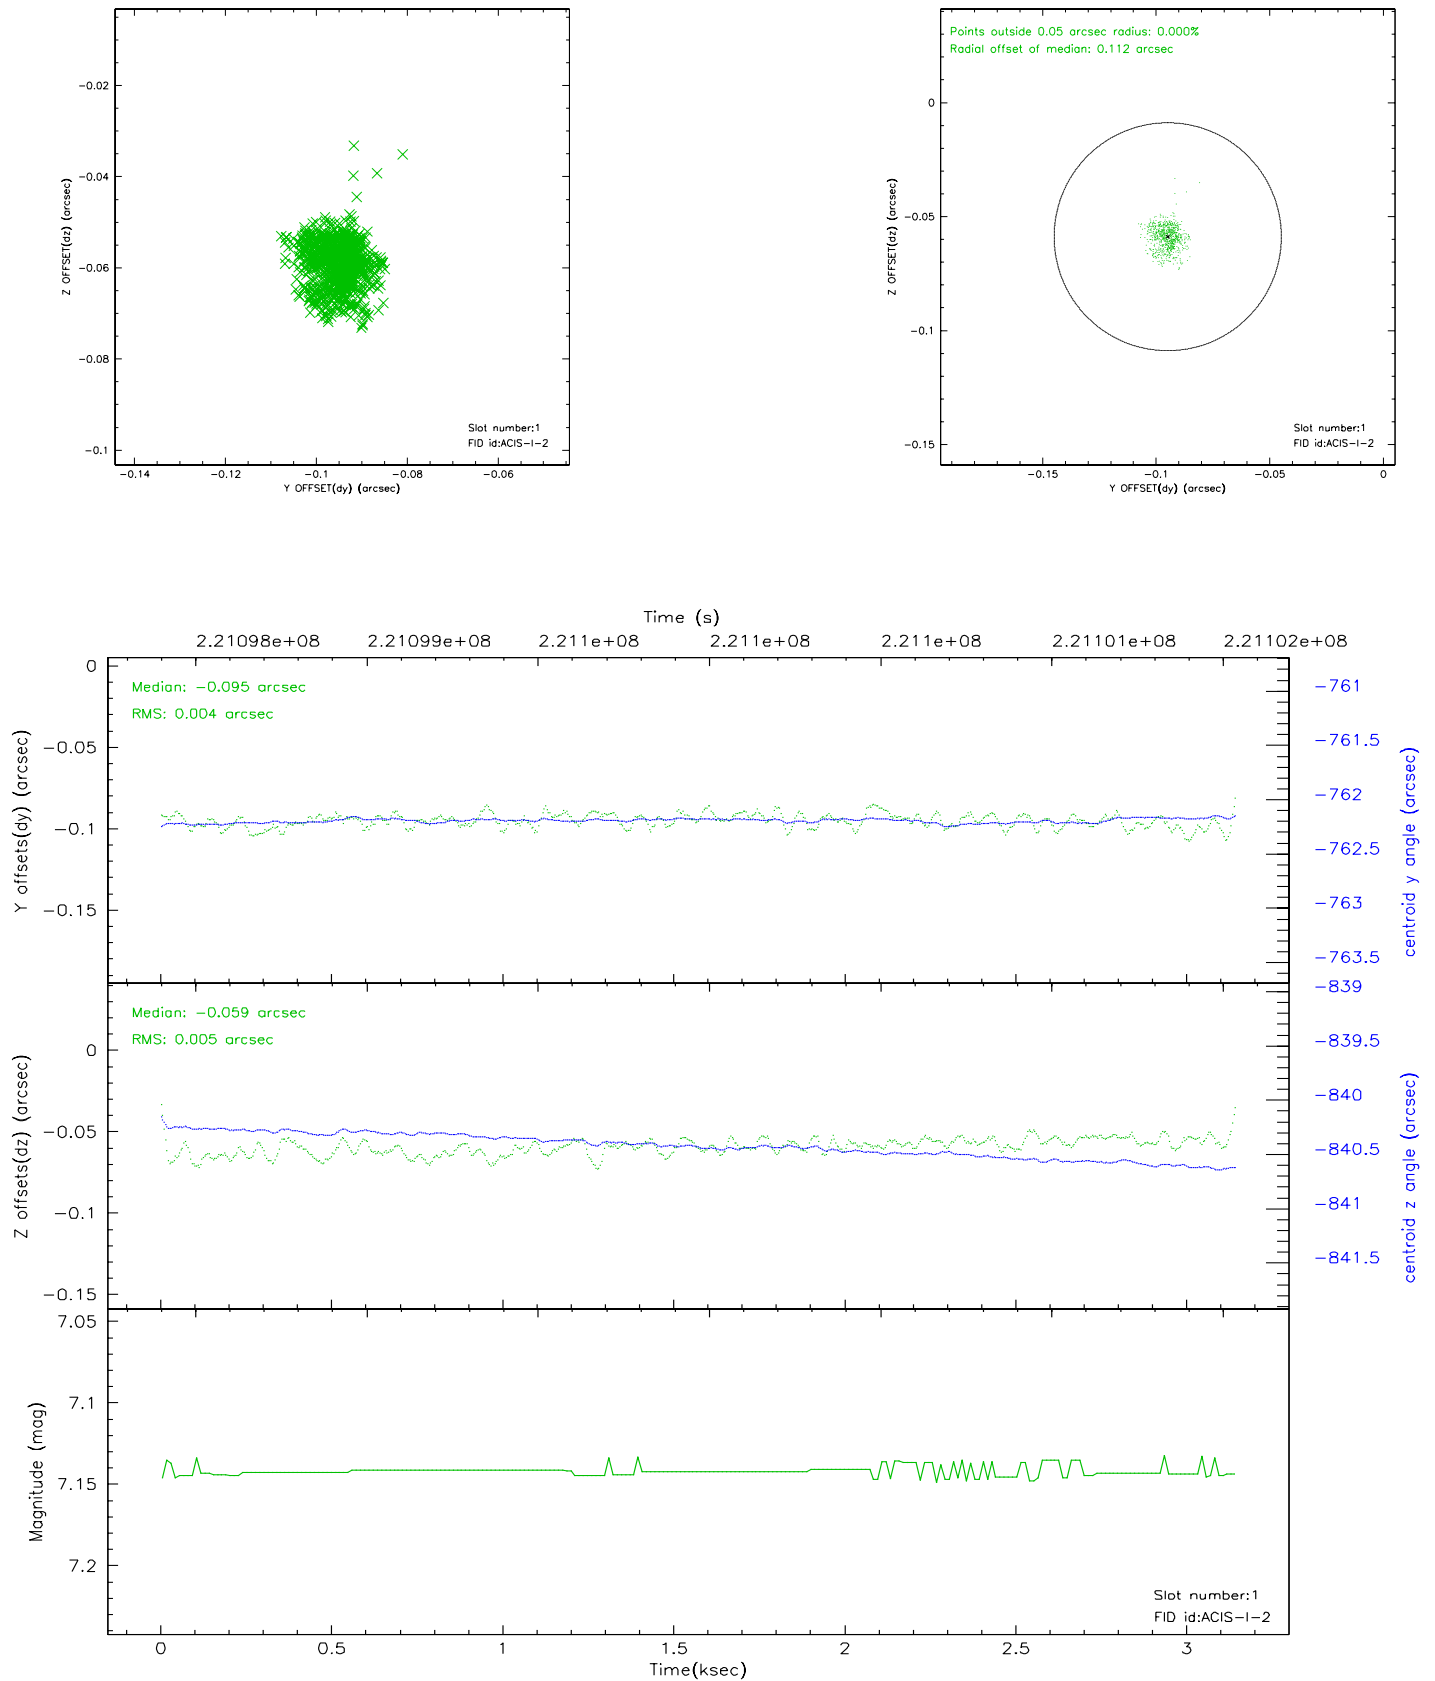 −0.02
−0.04
−0.06
−0.08
−0.1
Z OFFSET(dz) (arcsec)
Slot number:1
FID id:ACIS−I−2
−0.14 −0.12 −0.1 −0.08 −0.06
Y OFFSET(dy) (arcsec)
Points outside 0.05 arcsec radius: 0.000%
Radial offset of median: 0.112 arcsec
0
−0.05
−0.1
−0.15
Z OFFSET(dz) (arcsec)
Slot number:1
FID id:ACIS−I−2
−0.15 −0.1 −0.05 0
Y OFFSET(dy) (arcsec)
Time (s)
2.21098e+08 2.21099e+08 2.211e+08 2.211e+08 2.211e+08 2.21101e+08 2.21102e+08
Median: −0.095 arcsec
RMS: 0.004 arcsec
0
−0.05
−0.1
−0.15
Y offsets(dy) (arcsec)
−761
−761.5
−762
−762.5
−763
−763.5
centroid y angle (arcsec)
Median: −0.059 arcsec
RMS: 0.005 arcsec
0
−0.05
−0.1
−0.15
Z offsets(dz) (arcsec)
−839
−839.5
−840
−840.5
−841
−841.5
centroid z angle (arcsec)
7.05
7.1
7.15
7.2
Magnitude (mag)
Slot number:1
FID id:ACIS−I−2
0 0.5 1 1.5 2 2.5 3
Time(ksec)